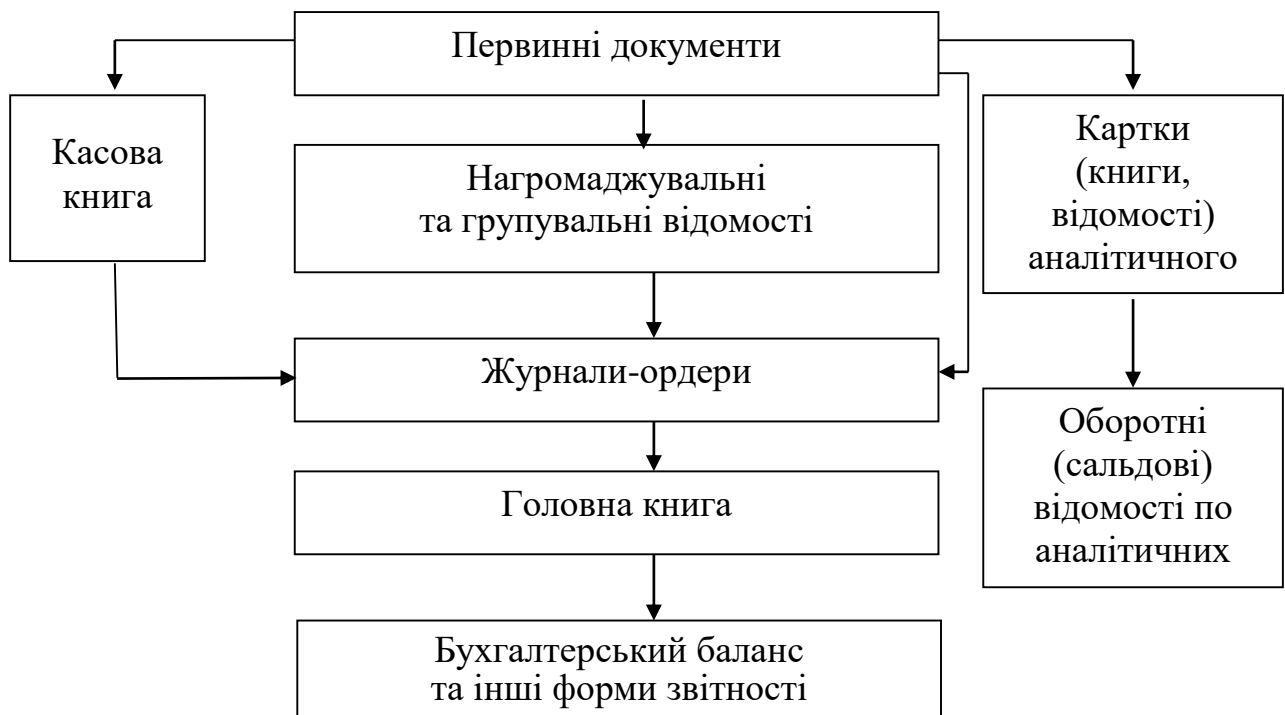 Первинні документи
Касова
книга
Нагромаджувальні
та групувальні відомості
Картки
(книги,
відомості)
аналітичного
Журнали-ордери
Оборотні
(сальдові)
відомості по
аналітичних
Головна книга
Бухгалтерський баланс
та інші форми звітності